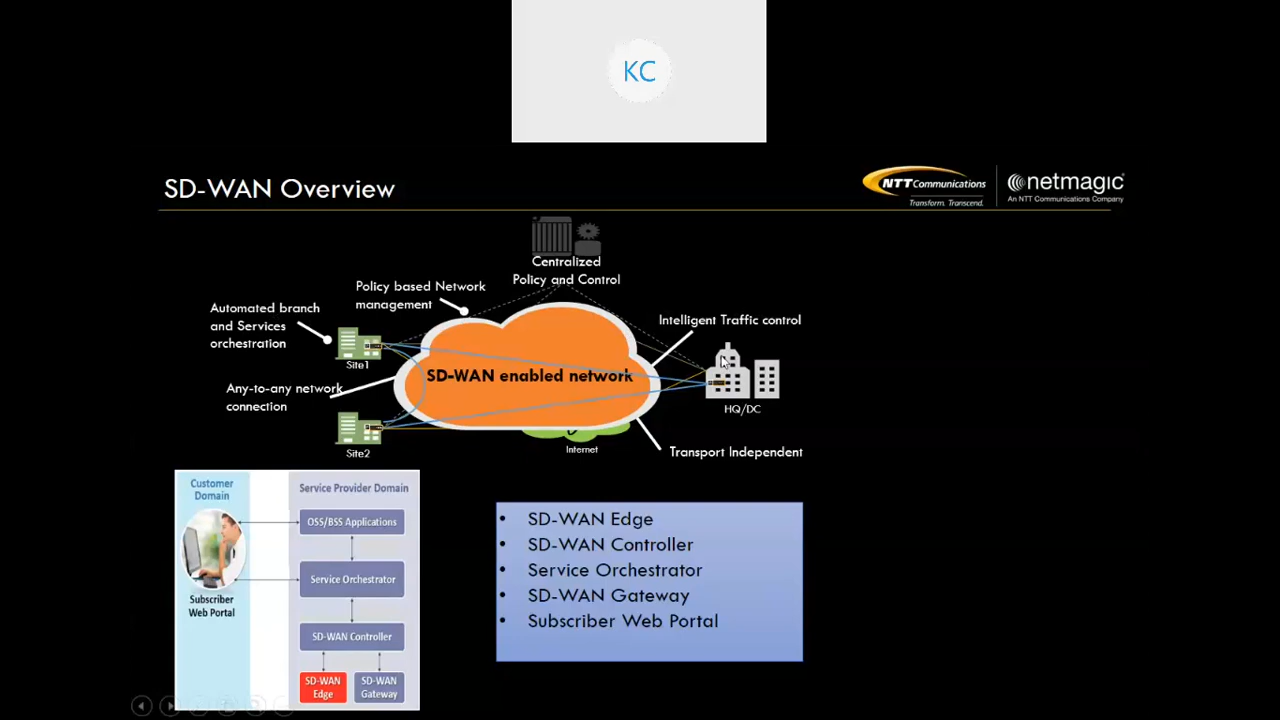 KC
SD-WAN Overview
NTT Communications
Transform. Transcend.
netmagic
An NTT Communications Company
Centralized
Policy and Control
Policy based Network
management
Automated branch
and Services
orchestration
Intelligent Traffic control
Site1
SD-WAN enabled network
Any-to-any network
connection
HQ/DC
Site2
Internet
Transport Independent
Customer
Domain
Service Provider Domain
OSS/BSS Applications
Service Orchestrator
Subscriber
Web Portal
SD-WAN Controller
SD-WAN
Edge
SD-WAN
Gateway
• SD-WAN Edge
• SD-WAN Controller
• Service Orchestrator
• SD-WAN Gateway
• Subscriber Web Portal